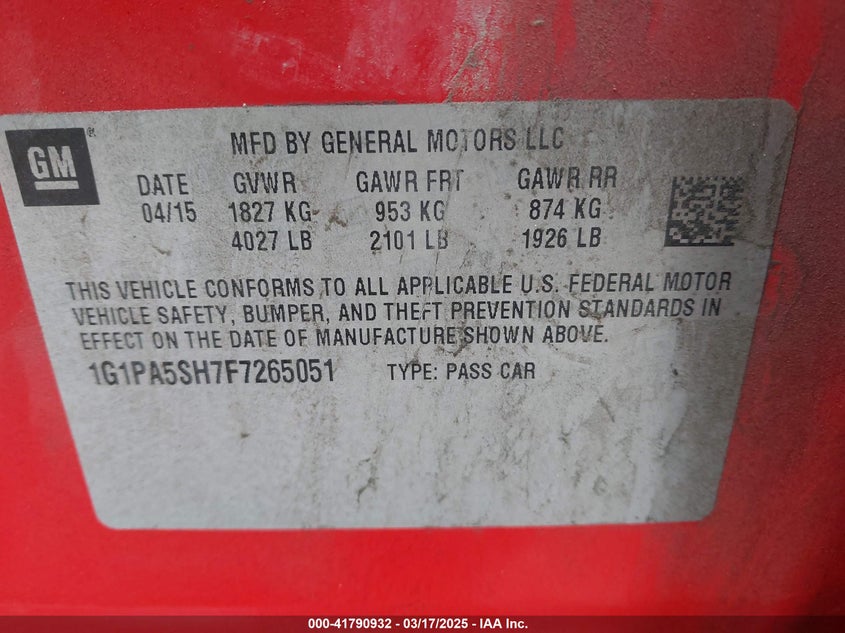 GM®
MFD BY GENERAL MOTORS LLC
DATE GVWR GAWR FRT GAWR RR
04/15 1827 KG 953 KG 874 KG
4027 LB 2101 LB 1926 LB
THIS VEHICLE CONFORMS TO ALL APPLICABLE U.S. FEDERAL MOTOR
VEHICLE SAFETY, BUMPER, AND THEFT PREVENTION STANDARDS IN
EFFECT ON THE DATE OF MANUFACTURE SHOWN ABOVE.
1G1PA5SH7F7265051 TYPE: PASS CAR
000-41790932 - 03/17/2025 - IAA Inc.